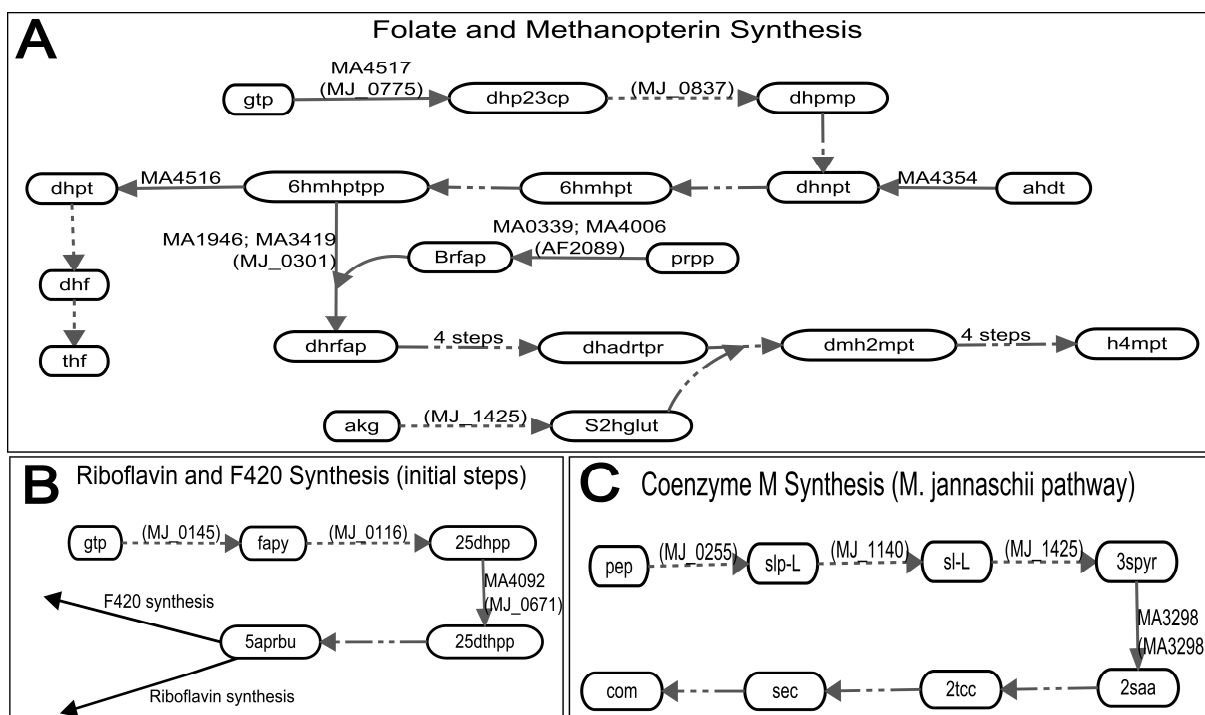 A
Folate and Methanopterin Synthesis
MA4517
(MJ_0775)
(MJ_0837)
gtp
dhp23cp
dhpmp
MA4516
MA4354
dhpt
6hmhptpp
6hmhpt
dhnpt
ahdt
MA0339; MA4006
MA1946; MA3419
(AF2089)
(MJ_0301)
Brfap
prpp
dhf
4 steps
4 steps
thf
dhrfap
dhadrtpr
dmh2mpt
h4mpt
(MJ_1425)
akg
S2hglut
B
Riboflavin and F420 Synthesis (initial steps)
(MJ_0145)
(MJ_0116)
gtp
fapy
25dhpp
MA4092
(MJ_0671)
F420 synthesis
5aprbu
25dthpp
Riboflavin synthesis
C
Coenzyme M Synthesis (M. jannaschii pathway)
(MJ_0255)
(MJ_1140)
(MJ_1425)
pep
slp-L
sl-L
3spyr
MA3298
(MA3298
com
sec
2tcc
2saa